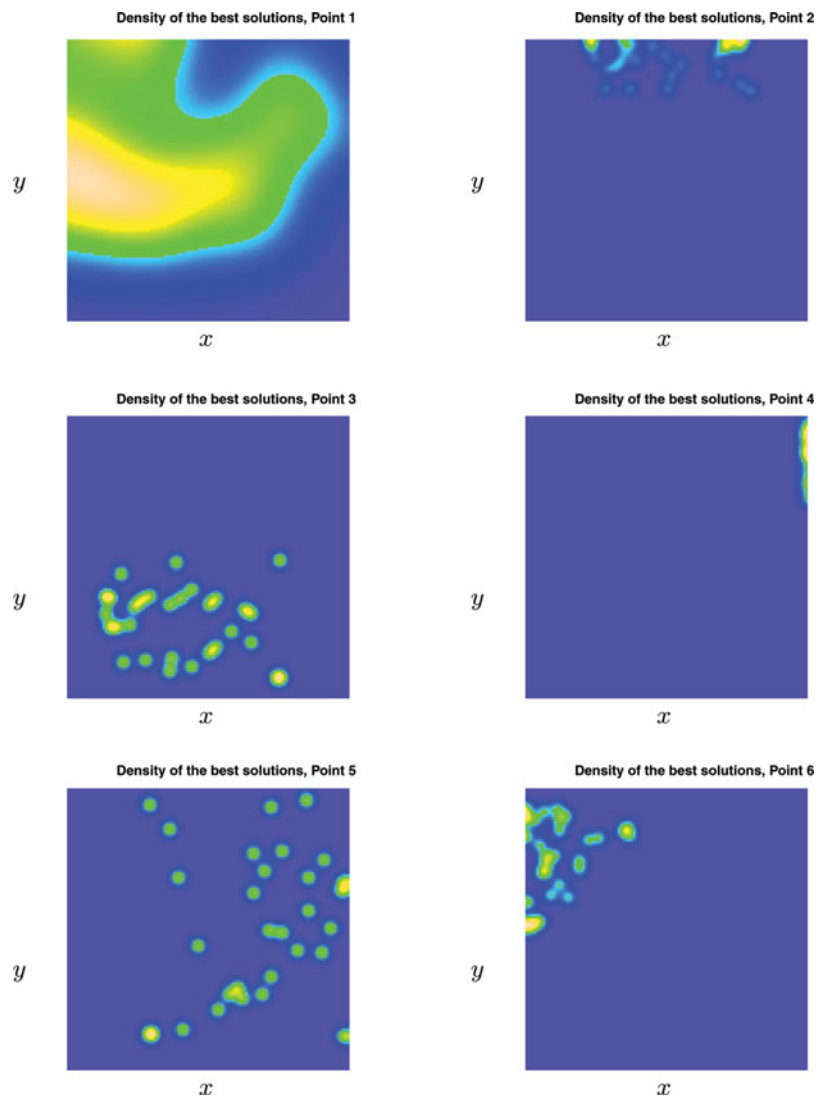 Density of the best solutions, Point 1
y
x
Density of the best solutions, Point 2
y
x
Density of the best solutions, Point 3
y
x
Density of the best solutions, Point 4
y
x
Density of the best solutions, Point 5
y
x
Density of the best solutions, Point 6
y
x